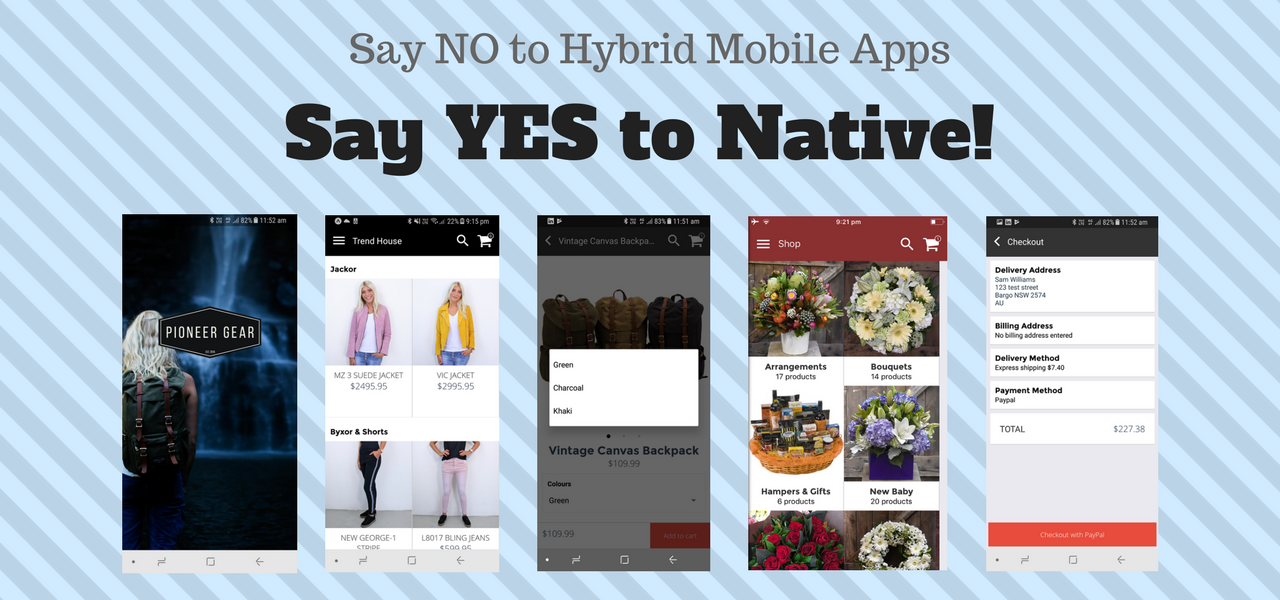 Say NO to Hybrid Mobile Apps
Say YES to Native!
82% 11:52 am
PIONEER GEAR
22% 9:15 pm
Trend House
Jackor
MZ 3 SUEDE JACKET
$2495.95
VIC JACKET
$2995.95
Byxor & Shorts
NEW GEORGE-1
STRIPE
L8017 BLING JEANS
$599.95
83% 11:51 am
Vintage Canvas Backpa...
Green
Charcoal
Khaki
Vintage Canvas Backpack
$109.99
Colours
Green
$109.99
Add to cart
9:21 pm
Shop
Arrangements
17 products
Bouquets
14 products
Hampers & Gifts
6 products
New Baby
20 products
82% 11:52 am
Checkout
Delivery Address
Sam Williams
123 test street
Bargo NSW 2574
AU
Billing Address
No billing address entered
Delivery Method
Express shipping $7.40
Payment Method
Paypal
TOTAL $227.38
Checkout with PayPal